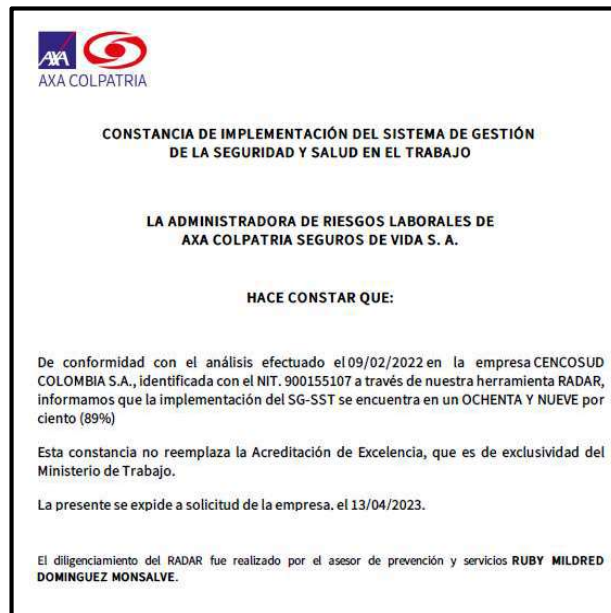 AXA
AXA COLPATRIA
CONSTANCIA DE IMPLEMENTACIÓN DEL SISTEMA DE GESTIÓN
DE LA SEGURIDAD Y SALUD EN EL TRABAJO
LA ADMINISTRADORA DE RIESGOS LABORALES DE
AXA COLPATRIA SEGUROS DE VIDA S. A.
HACE CONSTAR QUE:
De conformidad con el análisis efectuado el 09/02/2022 en la empresa CENCOSUD
COLOMBIA S.A., identificada con el NIT. 900155107 a través de nuestra herramienta RADAR,
informamos que la implementación del SG-SST se encuentra en un OCHENTA Y NUEVE por
ciento (89%)
Esta constancia no reemplaza la Acreditación de Excelencia, que es de exclusividad del
Ministerio de Trabajo.
La presente se expide a solicitud de la empresa. el 13/04/2023.
El diligenciamiento del RADAR fue realizado por el asesor de prevención y servicios RUBY MILDRED
DOMINGUEZ MONSALVE.